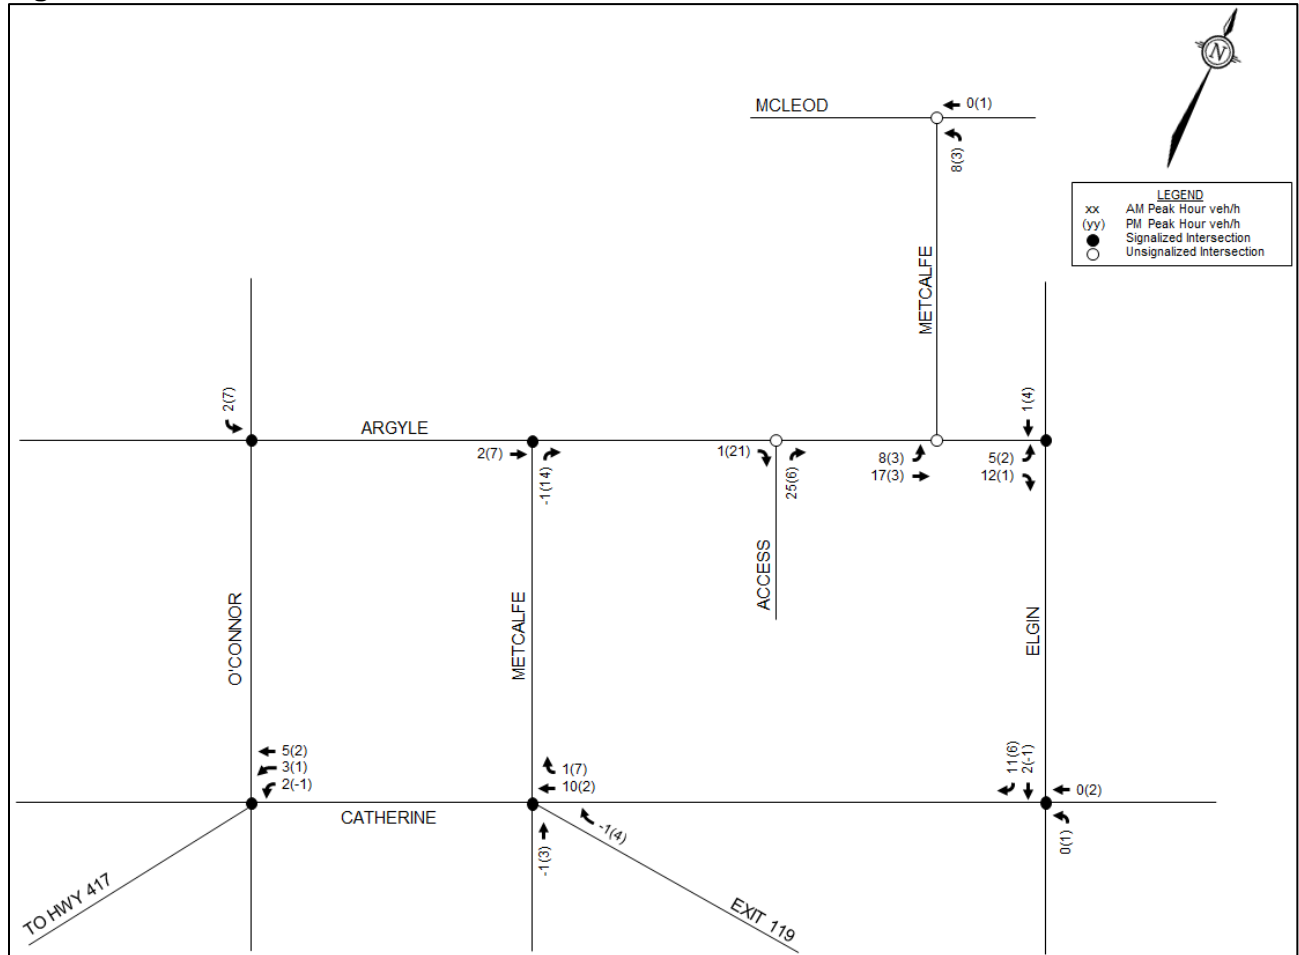 N
MCLEOD
0(1)
8(3)
LEGEND
xx AM Peak Hour veh/h
(yy) PM Peak Hour veh/h
Signalized Intersection
Unsignalized Intersection
METCALFE
2(7)
1(4)
ARGYLE
2(7)
-1(14)
1(21)
25(6)
8(3)
17(3)
5(2)
12(1)
O'CONNOR
METCALFE
ACCESS
ELGIN
5(2)
3(1)
2(-1)
1(7)
10(2)
11(6)
2(-1)
0(2)
CATHERINE
-1(3)
-1(4)
0(1)
TO HWY 417
EXIT 119